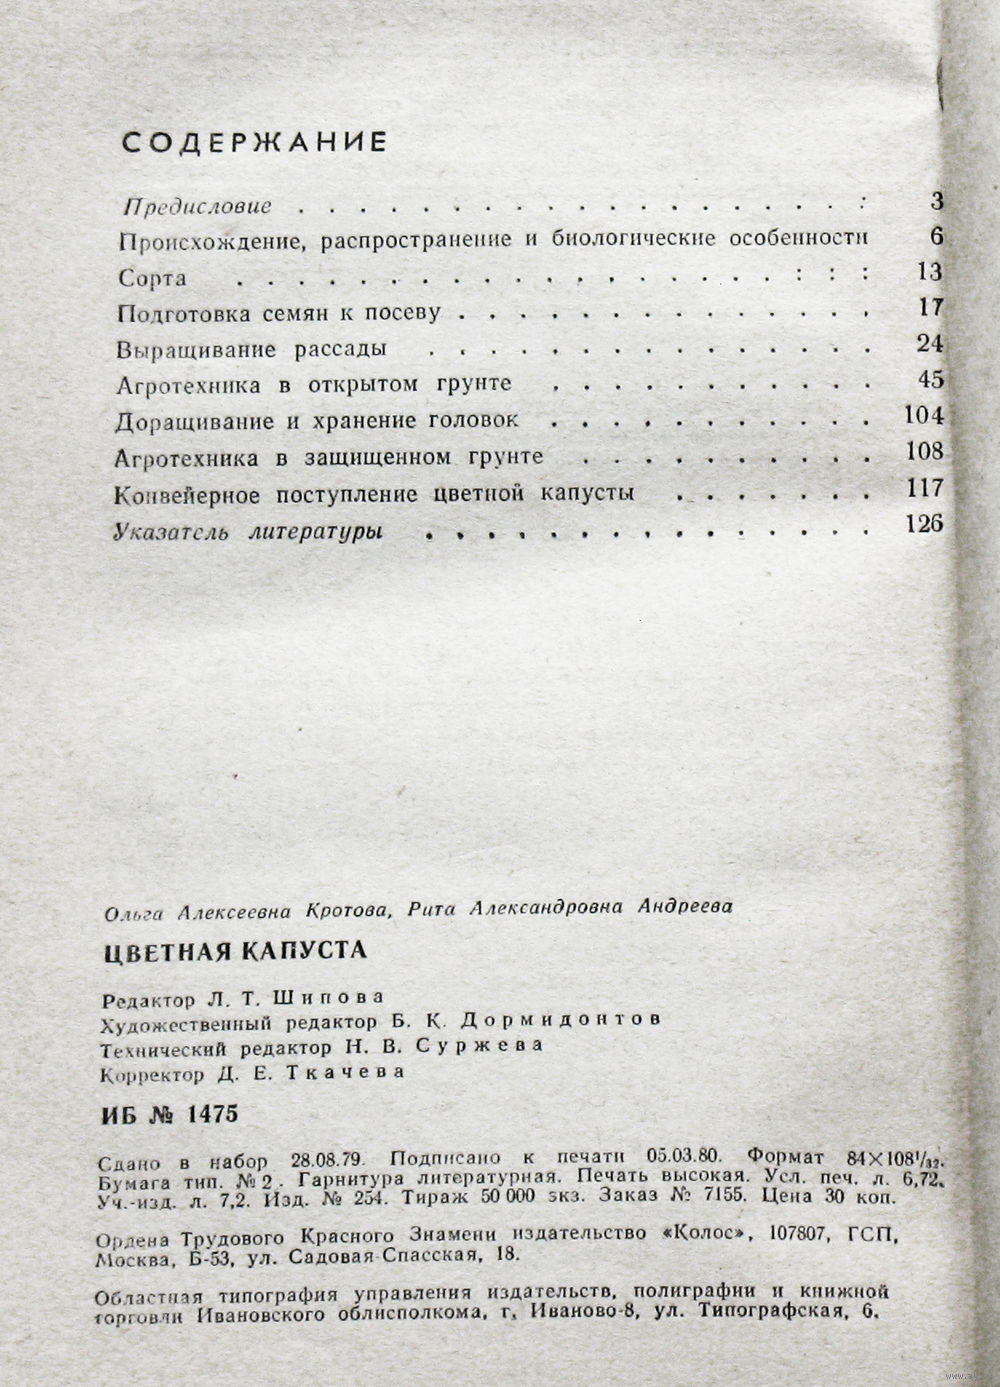 СОДЕРЖАНИЕ
Предисловие . . . . . . . . . . . . . . . . . . : 3
Происхождение, распространение и биологические особенности 6
Сорта . . . . . . . . . . . . . . . . . . : : : 13
Подготовка семян к посеву . . . . . . . . . . . . . . 17
Выращивание рассады . . . . . . . . . . . . . . . 24
Агротехника в открытом грунте . . . . . . . . . . . 45
Доращивание и хранение головок . . . . . . . . . . . 104
Агротехника в защищенном грунте . . . . . . . . . . 108
Конвейерное поступление цветной капусты . . . . . . . 117
Указатель литературы . . . . . . . . . . . . . . . 126
Ольга Алексеевна Кротова, Рита Александровна Андреева
ЦВЕТНАЯ КАПУСТА
Редактор Л. Т. Шипова
Художественный редактор Б. К. Дормидонтов
Технический редактор Н. В. Суржева
Корректор Д. Е. Ткачева
ИБ № 1475
Сдано в набор 28.08.79. Подписано к печати 05.03.80. Формат 84×108¹/₃₂.
Бумага тип. №2. Гарнитура литературная. Печать высокая. Усл. печ. л. 6,72.
Уч.-изд. л. 7,2. Изд. № 254. Тираж 50 000 экз. Заказ № 7155. Цена 30 коп.
Ордена Трудового Красного Знамени издательство «Колос», 107807, ГСП,
Москва, Б-53, ул. Садовая-Спасская, 18.
Областная типография управления издательств, полиграфии и книжной
торговли Ивановского облисполкома, г. Иваново-8, ул. Типографская, 6.